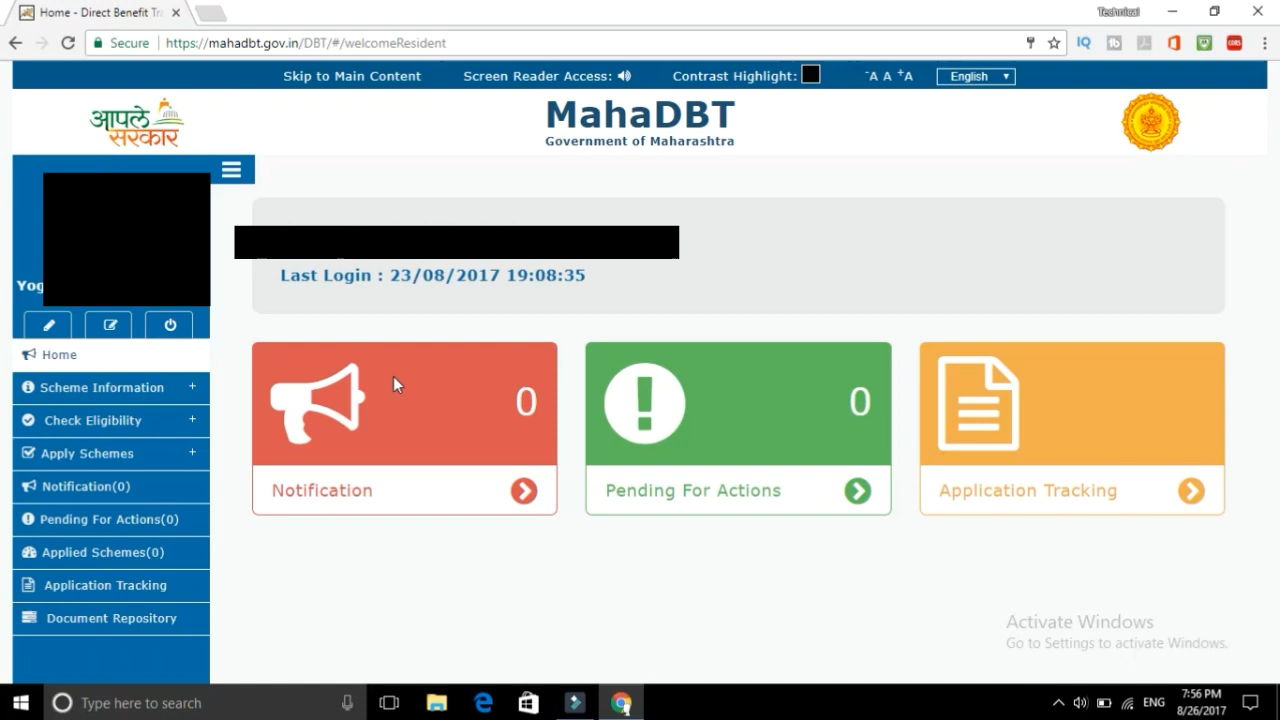 Home - Direct Benefit Tr
Technical
Secure https://mahadbt.gov.in/DBT/#/welcomeResident
Skip to Main Content Screen Reader Access: Contrast Highlight: -A A +A English
आपले
सरकार
MahaDBT
Government of Maharashtra
Yog
Last Login : 23/08/2017 19:08:35
Home
Scheme Information +
Check Eligibility +
Apply Schemes +
Notification(0)
Pending For Actions(0)
Applied Schemes(0)
Application Tracking
Document Repository
0
Notification
0
Pending For Actions
Application Tracking
Activate Windows
Go to Settings to activate Windows.
Type here to search
ENG
7:56 PM
8/26/2017